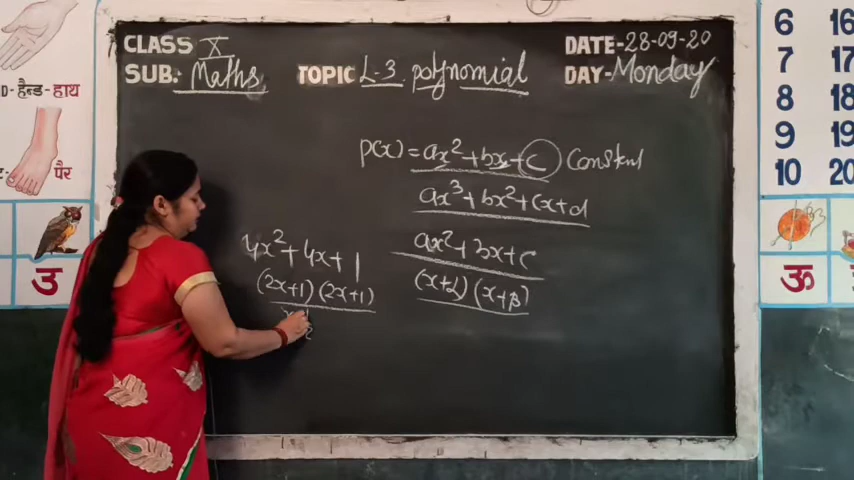 CLASS X
SUB:- Maths
TOPIC L-3. polynomial
DATE-28-09-20
DAY-Monday
p(x) = ax² + bx + c Constant
ax³ + bx² + cx + d
4x² + 4x + 1
(2x+1) (2x+1)
ax² + bx + c
(x+α) (x+β)
D-हैन्ड-हाथ
पैर
उ
ऊ
6 16
7 17
8 18
9 19
10 20